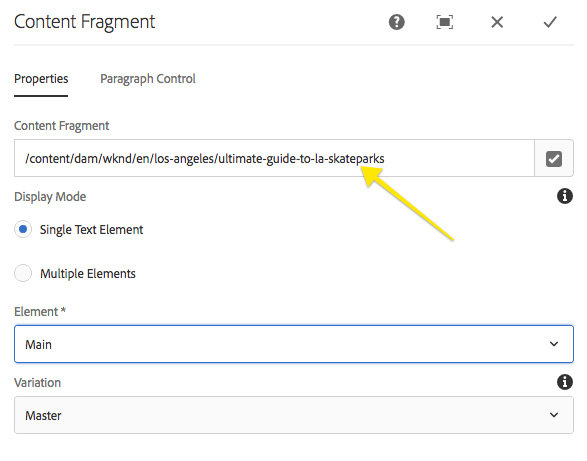 Content Fragment
Properties Paragraph Control
Content Fragment
/content/dam/wknd/en/los-angeles/ultimate-guide-to-la-skateparks
Display Mode
Single Text Element
Multiple Elements
Element *
Main
Variation
Master